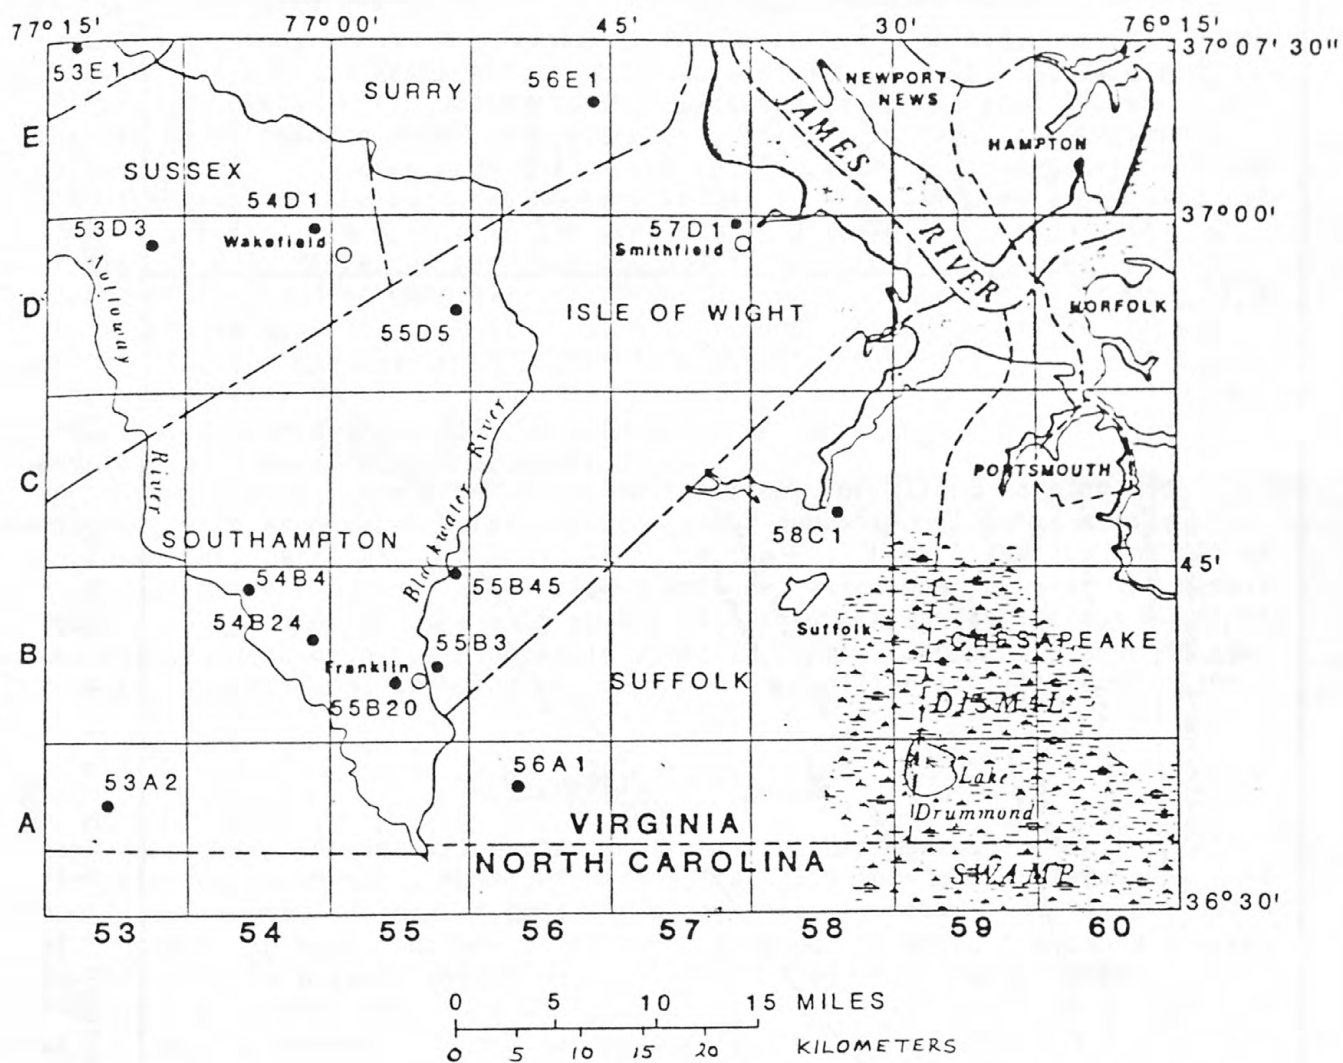 77° 15'
77° 00'
45'
30'
76° 15'
37° 07' 30"
53E1
SURRY
56E1
NEWPORT
NEWS
E
JAMES RIVER
HAMPTON
SUSSEX
54D1
53D3
Wakefield
57D1
Smithfield
37° 00'
Nottoway River
D
55D5
ISLE OF WIGHT
NORFOLK
Blackwater River
C
PORTSMOUTH
58C1
SOUTHAMPTON
54B4
55B45
45'
54B24
55B3
Suffolk
CHESAPEAKE
B
Franklin
SUFFOLK
55B20
DISMAL
56A1
53A2
Lake
Drummond
A
VIRGINIA
NORTH CAROLINA
SWAMP
36° 30'
53 54 55 56 57 58 59 60
0 5 10 15 MILES
0 5 10 15 20 KILOMETERS